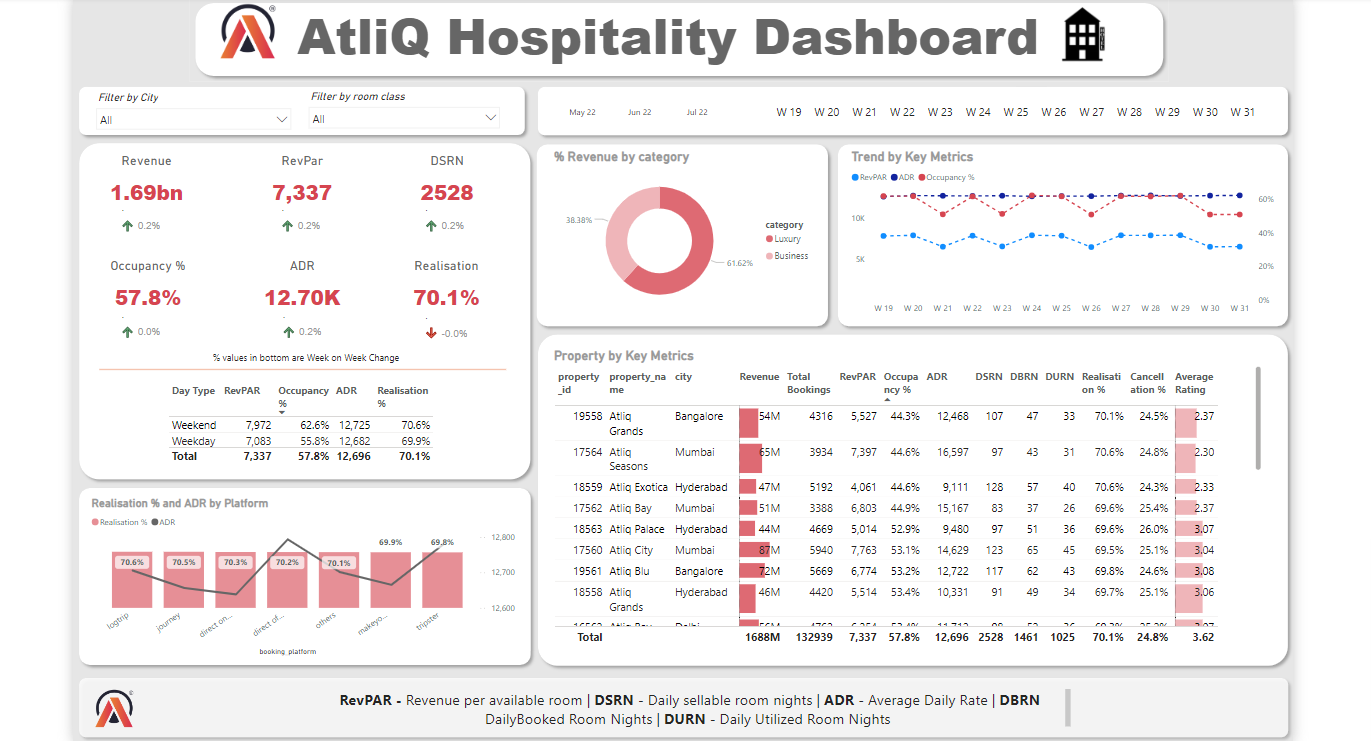 AtliQ Hospitality Dashboard
Filter by City
All
Filter by room class
All
May 22 Jun 22 Jul 22
W 19 W 20 W 21 W 22 W 23 W 24 W 25 W 26 W 27 W 28 W 29 W 30 W 31
Revenue RevPar DSRN
1.69bn 7,337 2528
0.2% 0.2% 0.2%
Occupancy % ADR Realisation
57.8% 12.70K 70.1%
0.0% 0.2% -0.0%
% values in bottom are Week on Week Change
Day Type RevPAR Occupancy % ADR Realisation %
Weekend 7,972 62.6% 12,725 70.6%
Weekday 7,083 55.8% 12,682 69.9%
Total 7,337 57.8% 12,696 70.1%
% Revenue by category
38.38%
61.62%
category
Luxury
Business
Trend by Key Metrics
RevPAR ADR Occupancy %
10K
5K
60%
40%
20%
0%
W 19 W 20 W 21 W 22 W 23 W 24 W 25 W 26 W 27 W 28 W 29 W 30 W 31
Property by Key Metrics
property_id property_name city Revenue Total Bookings RevPAR Occupancy % ADR DSRN DBRN DURN Realisation % Cancellation % Average Rating
19558 Atliq Grands Bangalore 54M 4316 5,527 44.3% 12,468 107 47 33 70.1% 24.5% 2.37
17564 Atliq Seasons Mumbai 65M 3934 7,397 44.6% 16,597 97 43 31 70.6% 24.8% 2.30
18559 Atliq Exotica Hyderabad 47M 5192 4,061 44.6% 9,111 128 57 40 70.6% 24.3% 2.33
17562 Atliq Bay Mumbai 51M 3388 6,803 44.9% 15,167 83 37 26 69.6% 25.4% 2.37
18563 Atliq Palace Hyderabad 44M 4669 5,014 52.9% 9,480 97 51 36 69.6% 26.0% 3.07
17560 Atliq City Mumbai 87M 5940 7,763 53.1% 14,629 123 65 45 69.5% 25.1% 3.04
19561 Atliq Blu Bangalore 72M 5669 6,774 53.2% 12,722 117 62 43 69.8% 24.6% 3.08
18558 Atliq Grands Hyderabad 46M 4420 5,514 53.4% 10,331 91 49 34 69.7% 25.1% 3.06
Total 1688M 132939 7,337 57.8% 12,696 2528 1461 1025 70.1% 24.8% 3.62
Realisation % and ADR by Platform
Realisation % ADR
70.6% 70.5% 70.3% 70.2% 70.1% 69.9% 69.8%
12,800
12,700
12,600
logtrip journey direct on... direct of... others makeyo... tripster
booking_platform
RevPAR - Revenue per available room | DSRN - Daily sellable room nights | ADR - Average Daily Rate | DBRN
DailyBooked Room Nights | DURN - Daily Utilized Room Nights